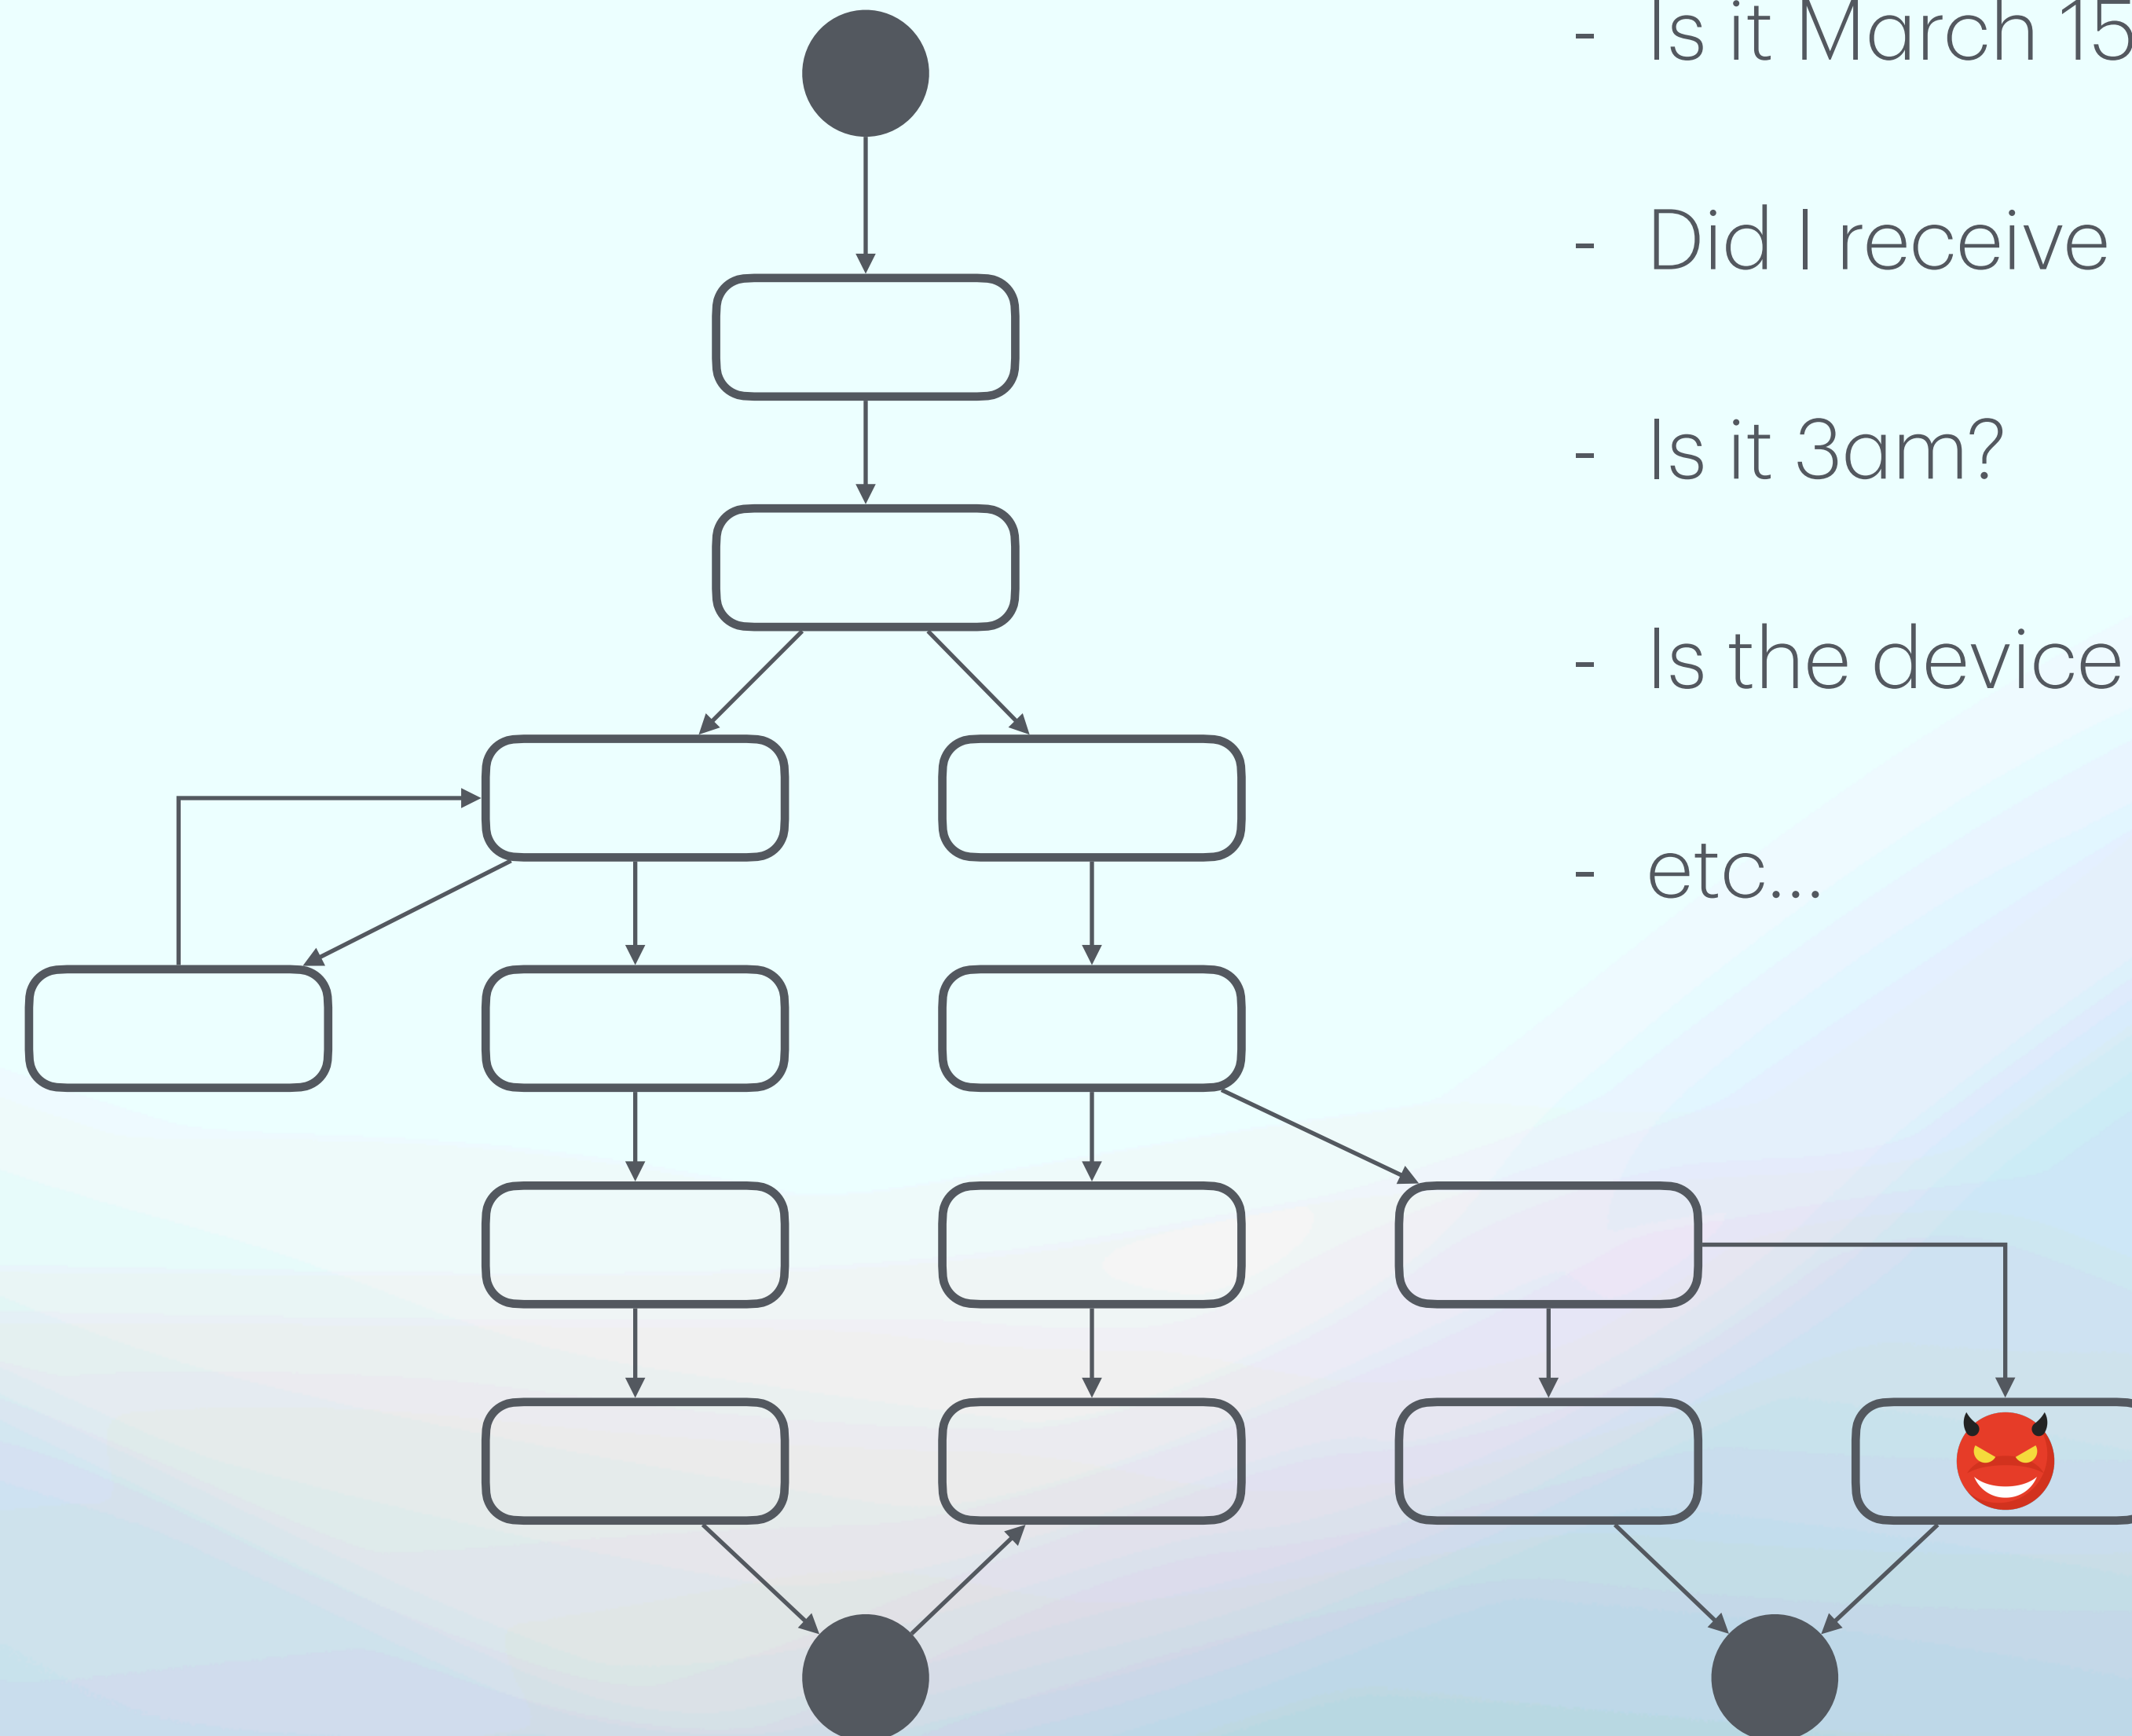 - Is it March 15
- Did I receive
- Is it 3am?
- Is the device
- etc...